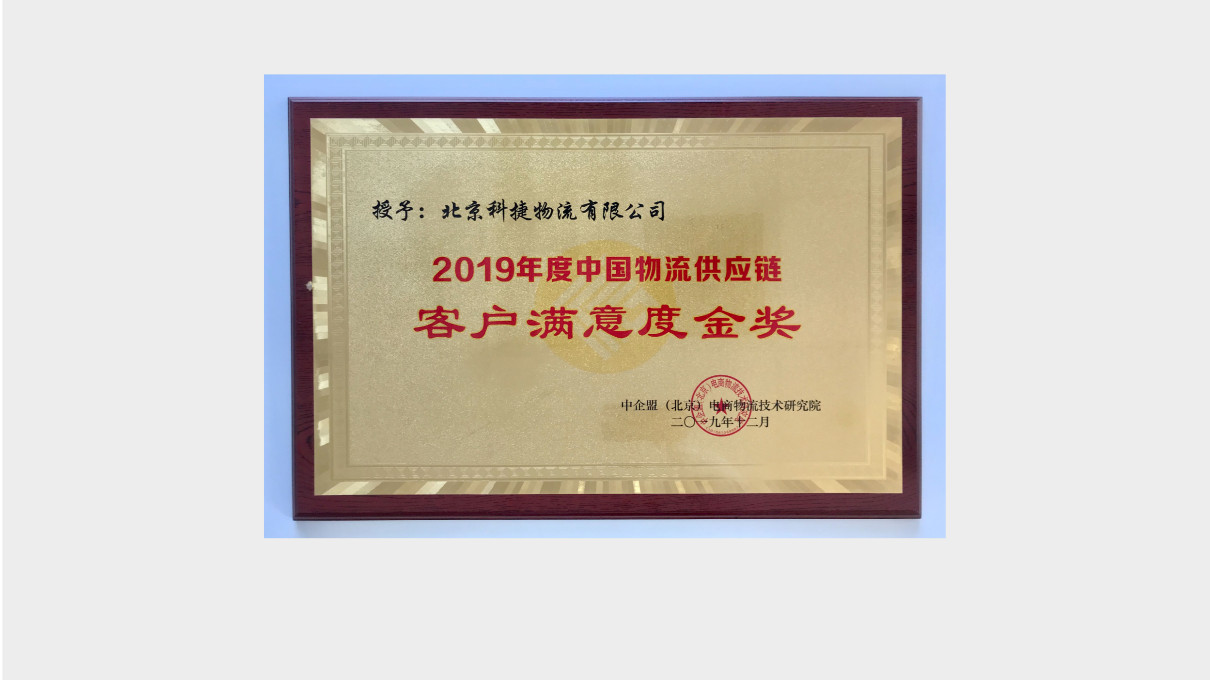 授予：北京科捷物流有限公司
2019年度中国物流供应链
客户满意度金奖
中企盟（北京）电商物流技术研究院
二〇一九年十二月